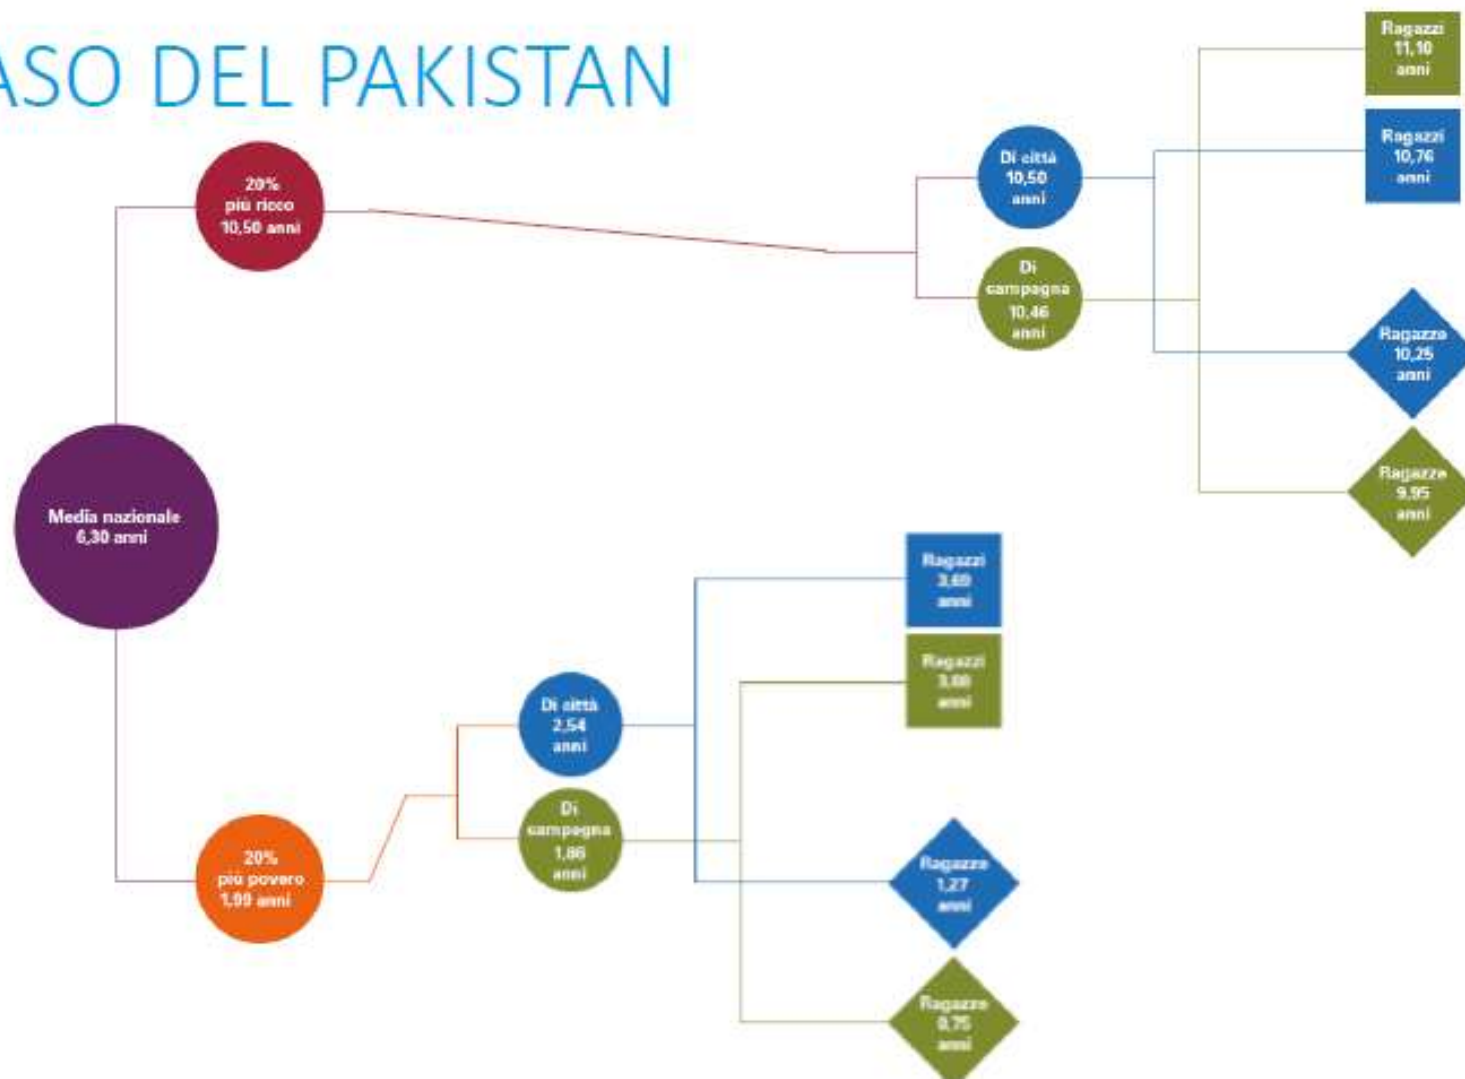 ASO DEL PAKISTAN
Ragazzi
11,10
anni
Ragazzi
10,76
anni
Di città
10,50
anni
20%
più ricco
10,50 anni
Di
campagna
10,46
anni
Ragazze
10,25
anni
Ragazze
9,95
anni
Media nazionale
6,30 anni
Ragazzi
3,69
anni
Ragazzi
anni
Di città
2,54
anni
Di
campagna
1,86
anni
20%
più povero
1,99 anni
Ragazze
1,27
anni
Ragazze
0,75
anni